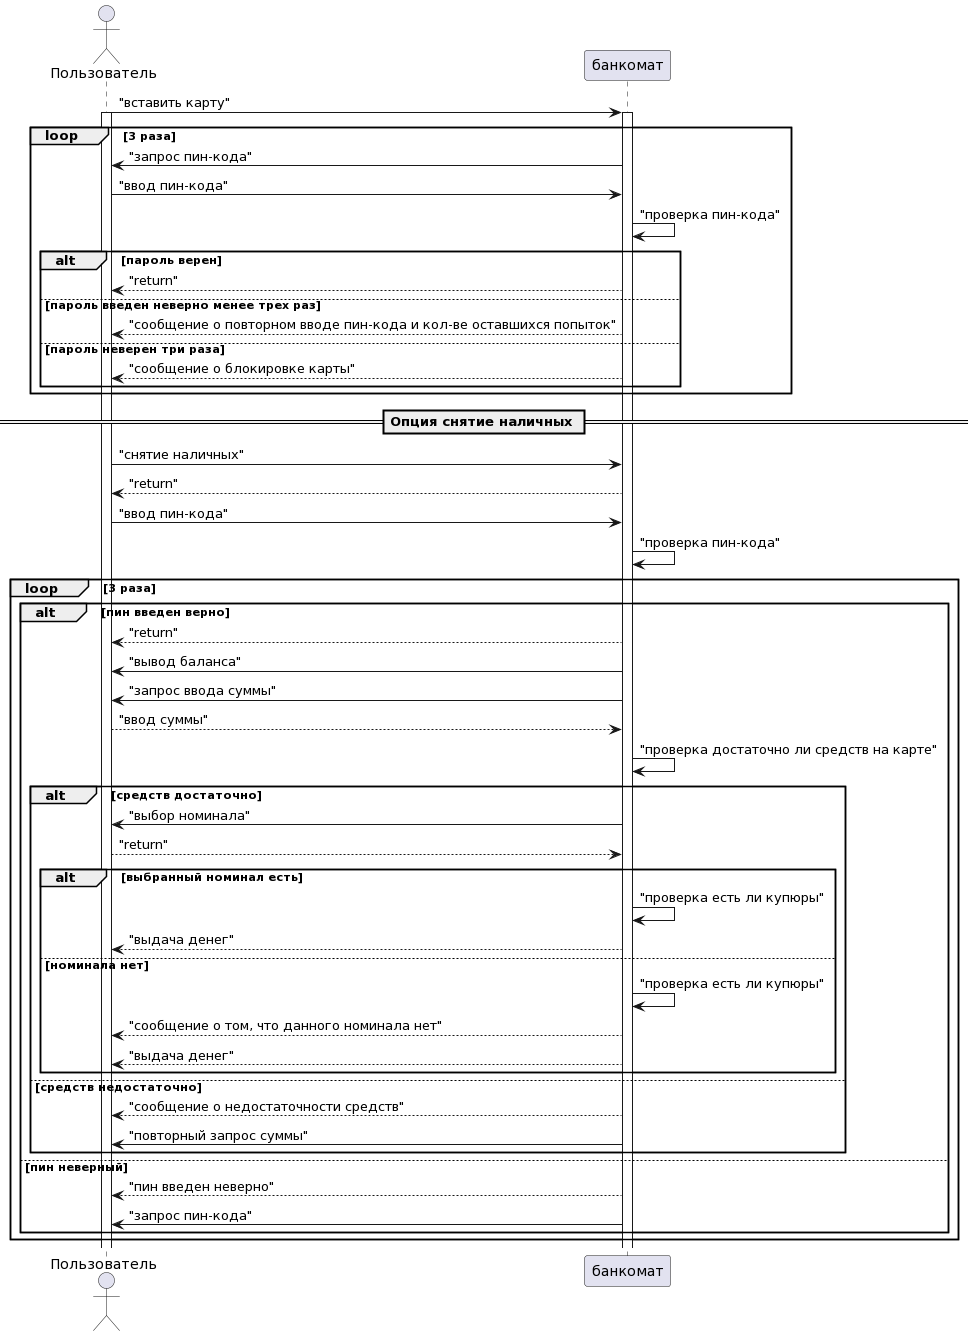 Пользователь
банкомат
"вставить карту"
loop [3 раза]
"запрос пин-кода"
"ввод пин-кода"
"проверка пин-кода"
alt [пароль верен]
"return"
[пароль введен неверно менее трех раз]
"сообщение о повторном вводе пин-кода и кол-ве оставшихся попыток"
[пароль неверен три раза]
"сообщение о блокировке карты"
Опция снятие наличных
"снятие наличных"
"return"
"ввод пин-кода"
"проверка пин-кода"
loop [3 раза]
alt [пин введен верно]
"return"
"вывод баланса"
"запрос ввода суммы"
"ввод суммы"
"проверка достаточно ли средств на карте"
alt [средств достаточно]
"выбор номинала"
"return"
alt [выбранный номинал есть]
"проверка есть ли купюры"
"выдача денег"
[номинала нет]
"проверка есть ли купюры"
"сообщение о том, что данного номинала нет"
"выдача денег"
[средств недостаточно]
"сообщение о недостаточности средств"
"повторный запрос суммы"
[пин неверный]
"пин введен неверно"
"запрос пин-кода"
Пользователь
банкомат